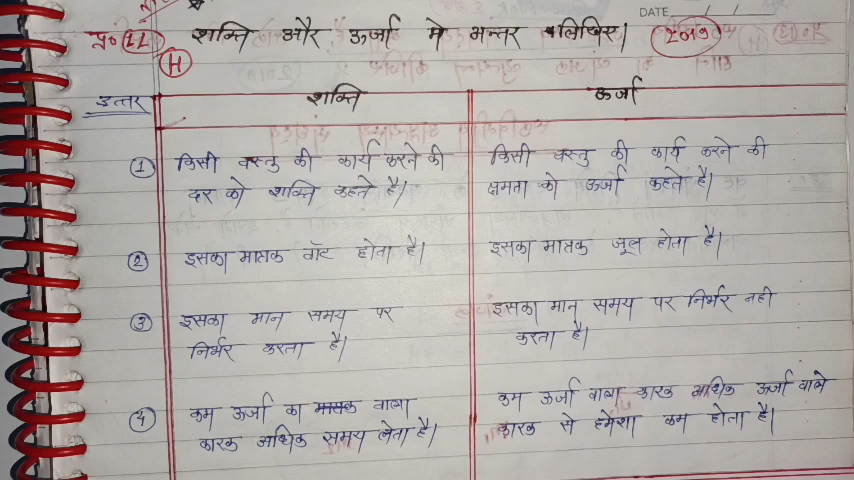 DATE / /
प्र० 11 शक्ति और ऊर्जा मे अन्तर लिखिए। 2019
H
उत्तर शक्ति ऊर्जा
1 किसी वस्तु की कार्य करने की
दर को शक्ति कहते है।
किसी वस्तु की कार्य करने की
क्षमता को ऊर्जा कहते है।
2 इसका मात्रक वॉट होता है।
इसका मात्रक जूल होता है।
3 इसका मान समय पर
निर्भर करता है।
इसका मान समय पर निर्भर नही
करता है।
4 कम ऊर्जा का वाला
कारक अधिक समय लेता है।
कम ऊर्जा वाला कारक अधिक ऊर्जा वाले
कारक से हमेशा कम होता है।